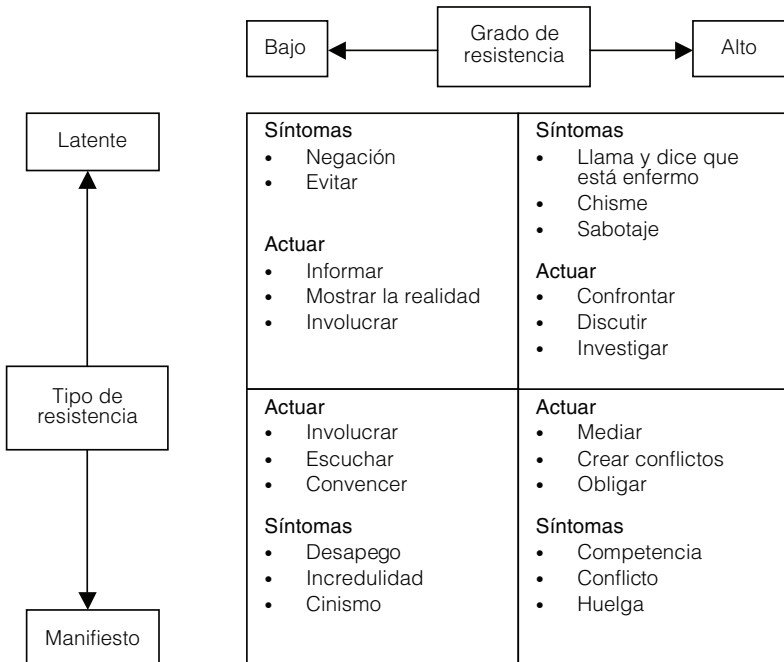 Bajo
Grado de
resistencia
Alto
Latente
Síntomas
• Negación
• Evitar
Actuar
• Informar
• Mostrar la realidad
• Involucrar
Síntomas
• Llama y dice que
está enfermo
• Chisme
• Sabotaje
Actuar
• Confrontar
• Discutir
• Investigar
Tipo de
resistencia
Actuar
• Involucrar
• Escuchar
• Convencer
Síntomas
• Desapego
• Incredulidad
• Cinismo
Actuar
• Mediar
• Crear conflictos
• Obligar
Síntomas
• Competencia
• Conflicto
• Huelga
Manifiesto